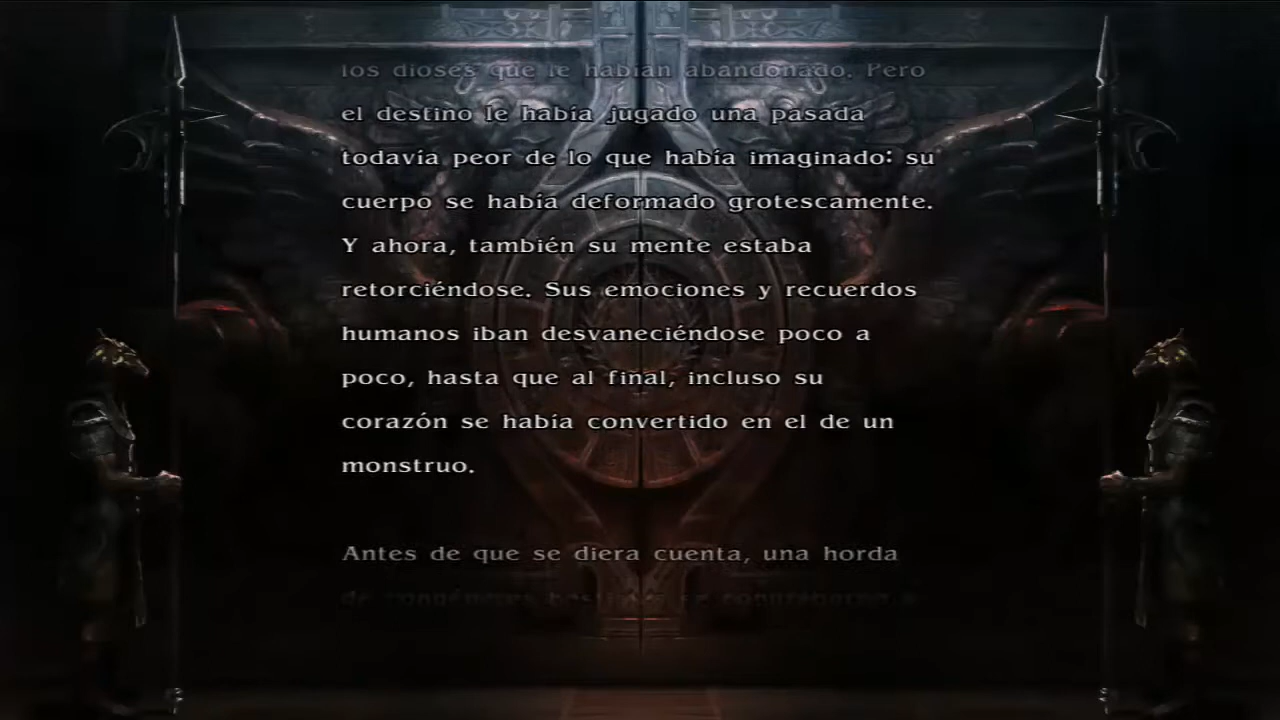 los dioses que le habían abandonado. Pero
el destino le había jugado una pasada
todavía peor de lo que había imaginado: su
cuerpo se había deformado grotescamente.
Y ahora, también su mente estaba
retorciéndose. Sus emociones y recuerdos
humanos iban desvaneciéndose poco a
poco, hasta que al final, incluso su
corazón se había convertido en el de un
monstruo.
Antes de que se diera cuenta, una horda
de